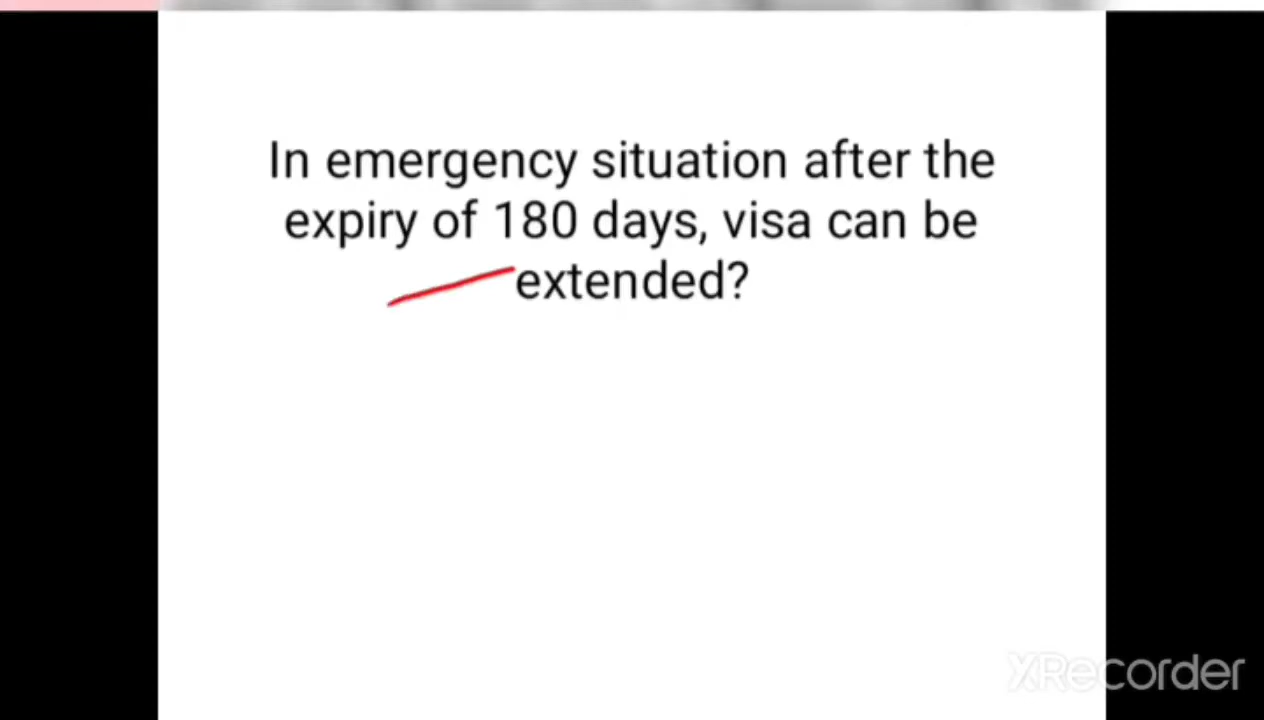 In emergency situation after the
expiry of 180 days, visa can be
extended?
XRecorder